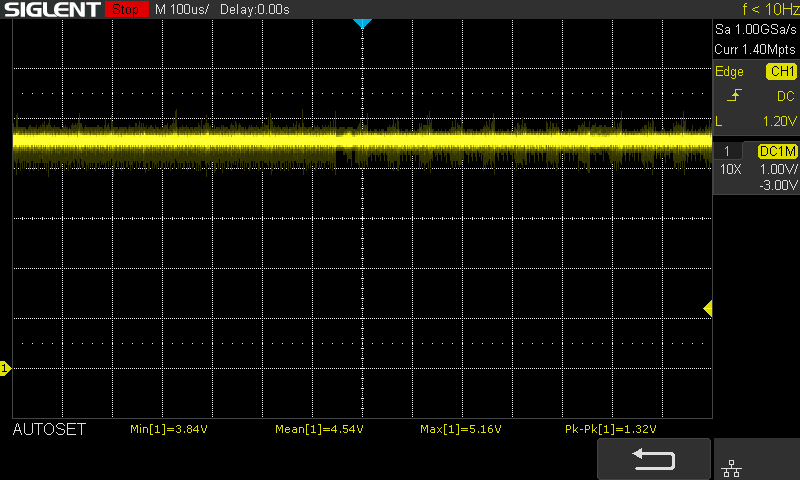 SIGLENT Stop M 100us/ Delay:0.00s f < 10Hz
Sa 1.00GSa/s
Curr 1.40Mpts
Edge CH1
DC
L 1.20V
1 DC1M
10X 1.00V/
-3.00V
1
AUTOSET Min[1]=3.84V Mean[1]=4.54V Max[1]=5.16V Pk-Pk[1]=1.32V